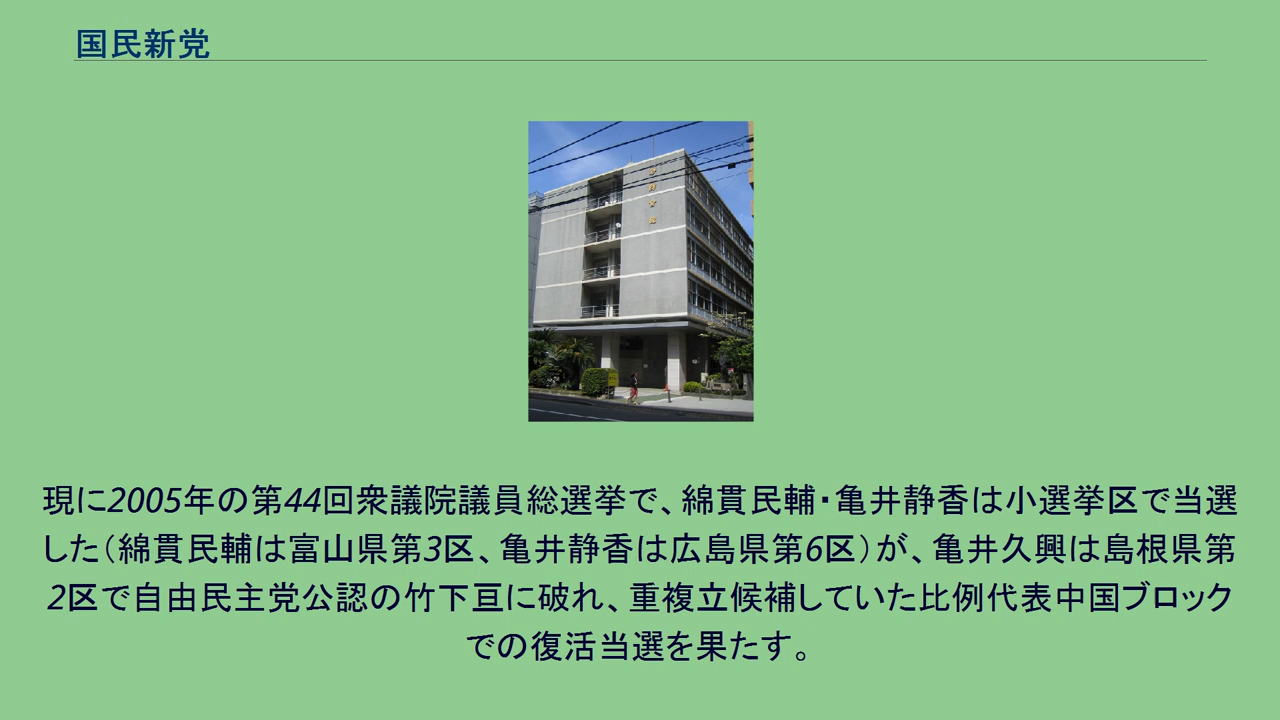 国民新党
現に2005年の第44回衆議院議員総選挙で、綿貫民輔・亀井静香は小選挙区で当選
した（綿貫民輔は富山県第3区、亀井静香は広島県第6区）が、亀井久興は島根県第
2区で自由民主党公認の竹下亘に破れ、重複立候補していた比例代表中国ブロック
での復活当選を果たす。